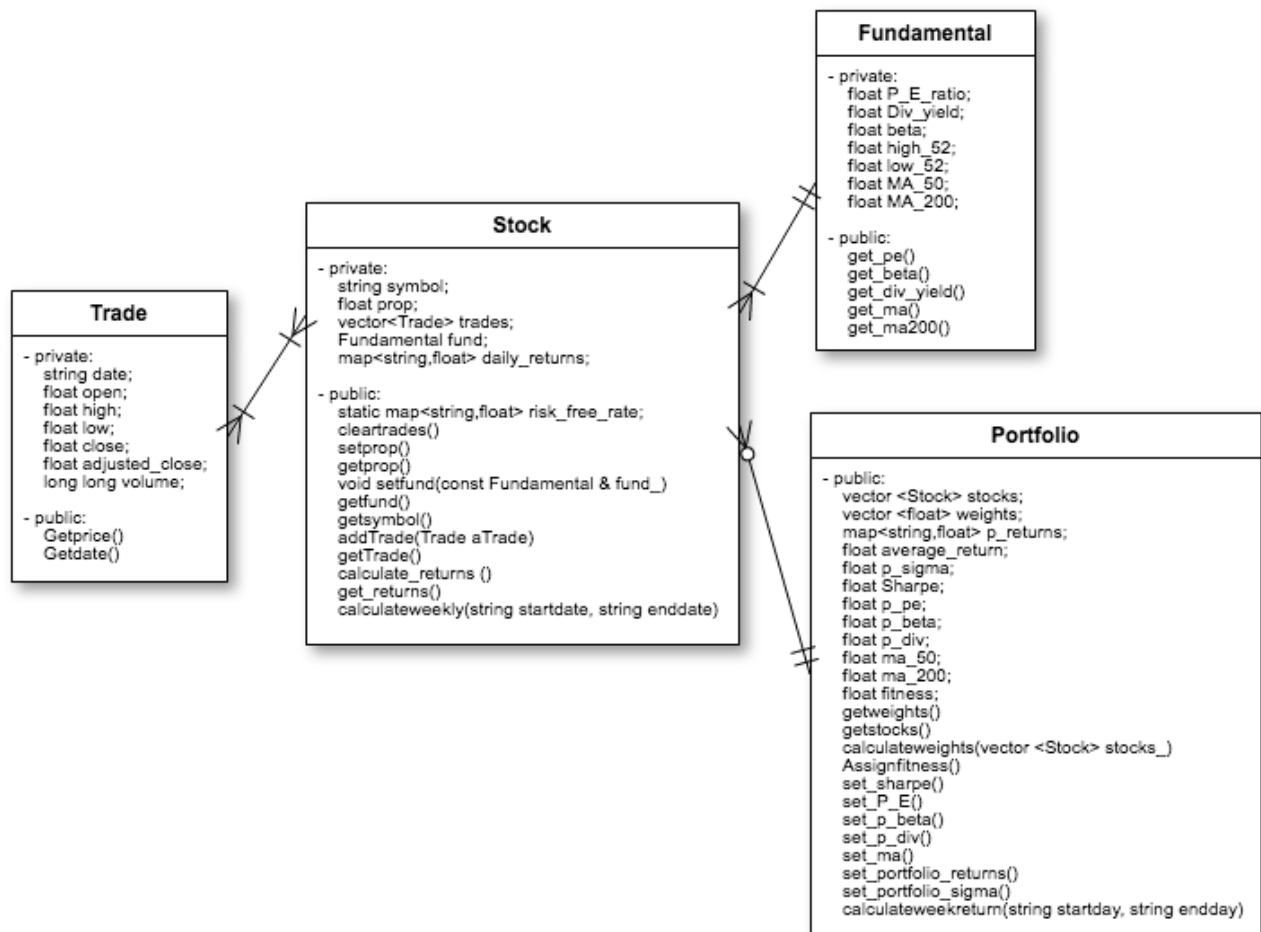 Fundamental
- private:
float P_E_ratio;
float Div_yield;
float beta;
float high_52;
float low_52;
float MA_50;
float MA_200;
- public:
get_pe()
get_beta()
get_div_yield()
get_ma()
get_ma200()
Stock
- private:
string symbol;
float prop;
vector<Trade> trades;
Fundamental fund;
map<string,float> daily_returns;
- public:
static map<string,float> risk_free_rate;
cleartrades()
setprop()
getprop()
void setfund(const Fundamental & fund_)
getfund()
getsymbol()
addTrade(Trade aTrade)
getTrade()
calculate_returns ()
get_returns()
calculateweekly(string startdate, string enddate)
Trade
- private:
string date;
float open;
float high;
float low;
float close;
float adjusted_close;
long long volume;
- public:
Getprice()
Getdate()
Portfolio
- public:
vector <Stock> stocks;
vector <float> weights;
map<string,float> p_returns;
float average_return;
float p_sigma;
float Sharpe;
float p_pe;
float p_beta;
float p_div;
float ma_50;
float ma_200;
float fitness;
getweights()
getstocks()
calculateweights(vector <Stock> stocks_)
Assignfitness()
set_sharpe()
set_P_E()
set_p_beta()
set_p_div()
set_ma()
set_portfolio_returns()
set_portfolio_sigma()
calculateweekreturn(string startday, string endday)